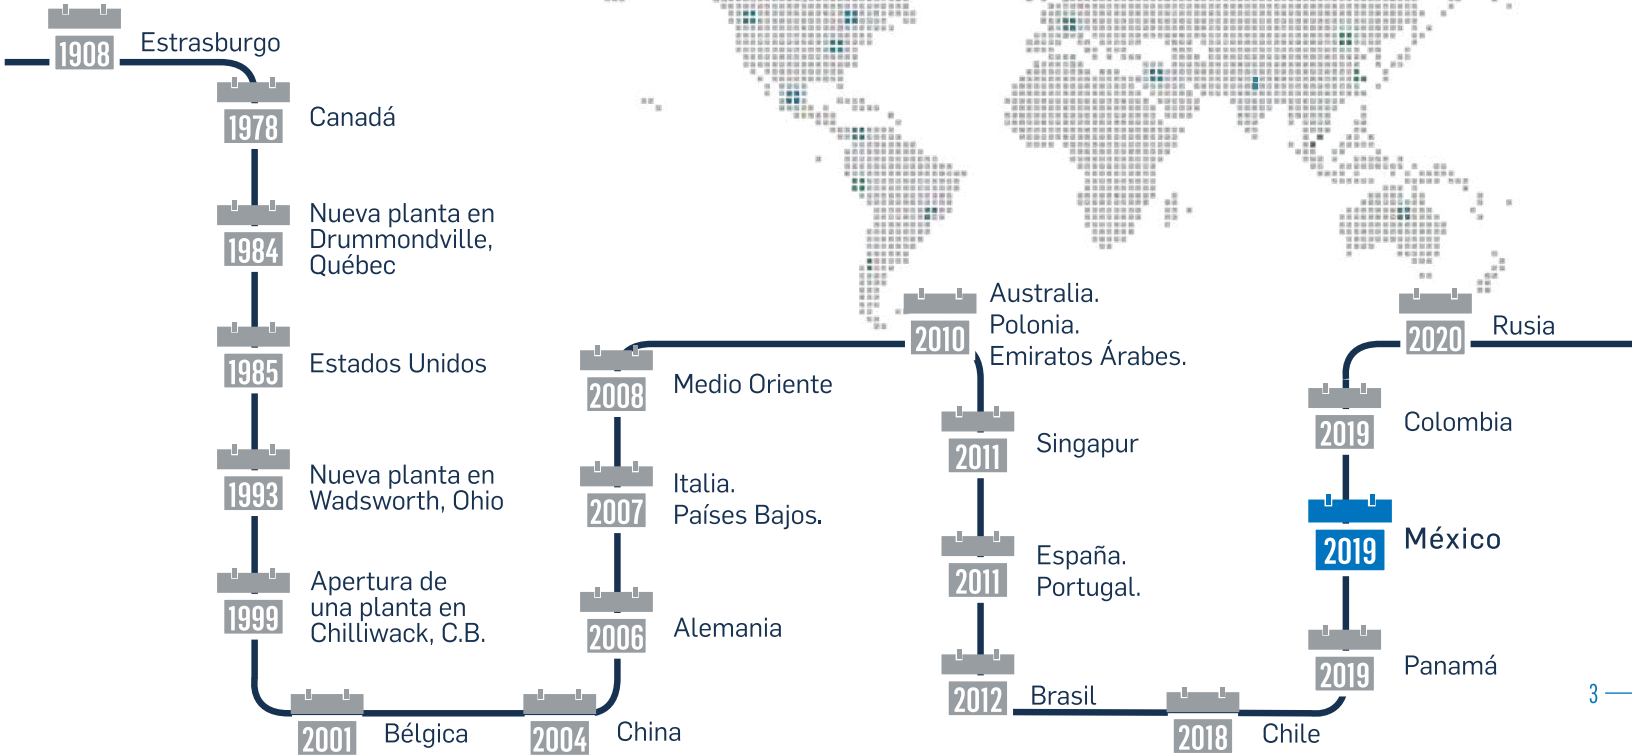 1908
Estrasburgo
1978
Canadá
1984
Nueva planta en
Drummondville,
Québec
1985
Estados Unidos
1993
Nueva planta en
Wadsworth, Ohio
1999
Apertura de
una planta en
Chilliwack, C.B.
2001
Bélgica
2004
China
2006
Alemania
2007
Italia.
Países Bajos.
2008
Medio Oriente
2010
Australia.
Polonia.
Emiratos Árabes.
2011
Singapur
2011
España.
Portugal.
2012
Brasil
2018
Chile
2019
Panamá
2019
México
2019
Colombia
2020
Rusia
3